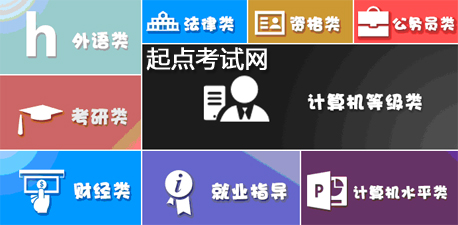 h 外语类
法律类
资格类
公务员类
起点考试网
考研类
计算机等级类
财经类
就业指导
P 计算机水平类